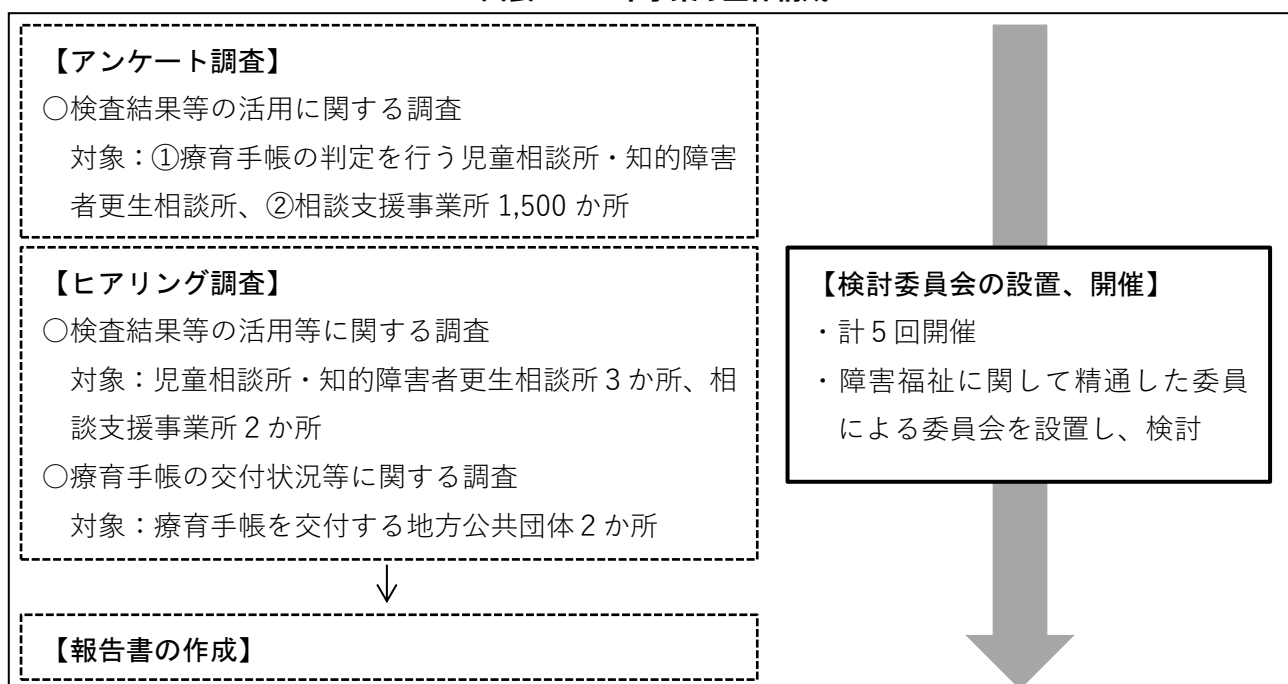 【アンケート調査】
○検査結果等の活用に関する調査
対象：①療育手帳の判定を行う児童相談所・知的障害
者更生相談所、②相談支援事業所 1,500 か所
【ヒアリング調査】
○検査結果等の活用等に関する調査
対象：児童相談所・知的障害者更生相談所３か所、相
談支援事業所２か所
○療育手帳の交付状況等に関する調査
対象：療育手帳を交付する地方公共団体２か所
【報告書の作成】
【検討委員会の設置、開催】
・計５回開催
・障害福祉に関して精通した委員
による委員会を設置し、検討